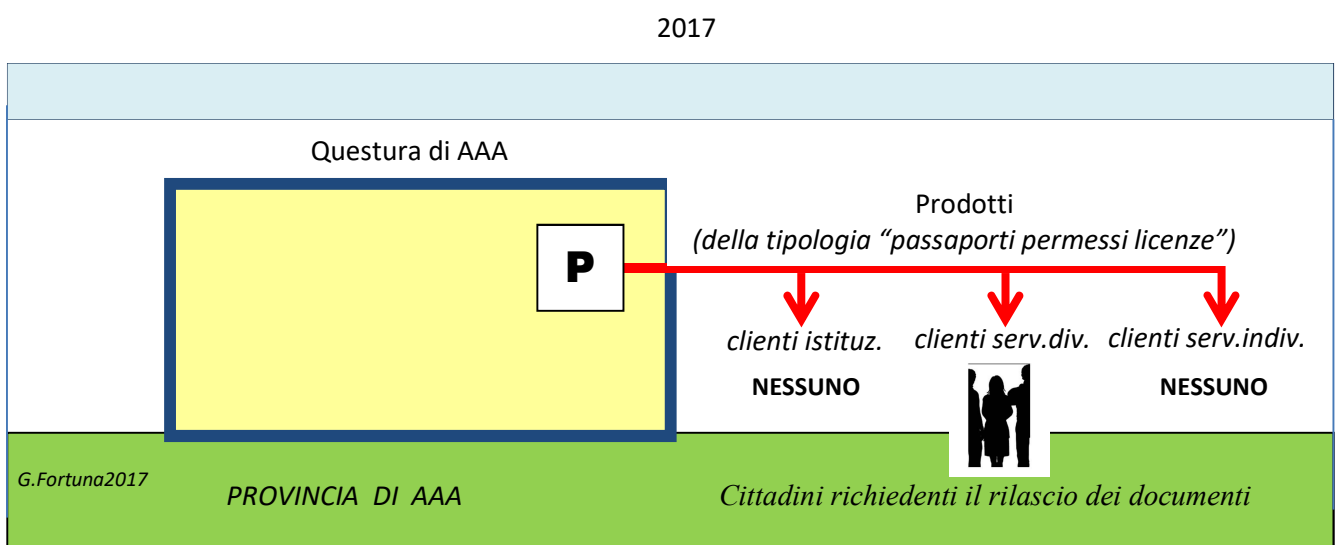 2017
Questura di AAA
Prodotti
(della tipologia “passaporti permessi licenze”)
P
clienti istituz. clienti serv.div. clienti serv.indiv.
NESSUNO NESSUNO
G.Fortuna2017
PROVINCIA DI AAA
Cittadini richiedenti il rilascio dei documenti